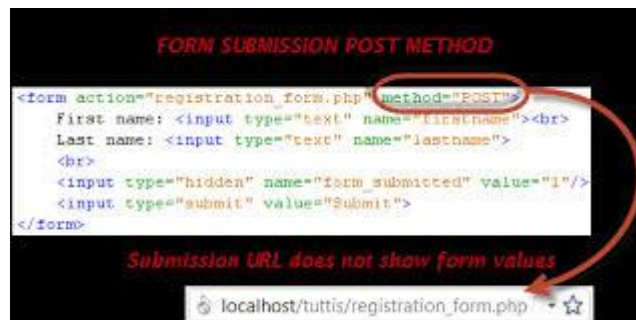 FORM SUBMISSION POST METHOD
<form action="registration_form.php" method="POST">
First name: <input type="text" name="firstname"><br>
Last name: <input type="text" name="lastname">
<br>
<input type="hidden" name="form_submitted" value="1"/>
<input type="submit" value="Submit">
</form>
Submission URL does not show form values
localhost/tuttis/registration_form.php